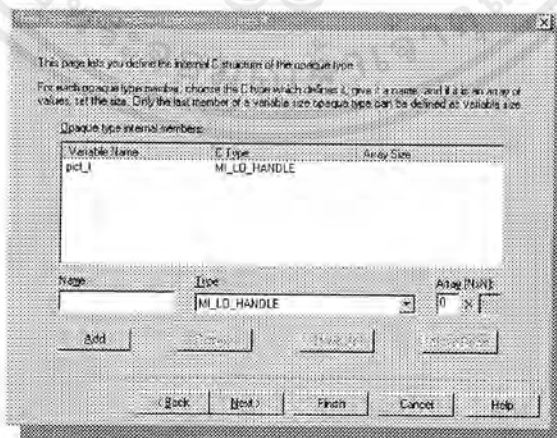 This page lets you define the internal C structure of the opaque type.
For each opaque type member, choose the C type which defines it, give it a name, and if it is an array of
values, set the size. Only the last member of a variable size opaque type can be defined as variable size.
Opaque type internal members:
Variable Name C Type Array Size
pict_l MI_LO_HANDLE
Name Type Array [NxN]:
MI_LO_HANDLE 0 x
Add
< Back Next > Finish Cancel Help